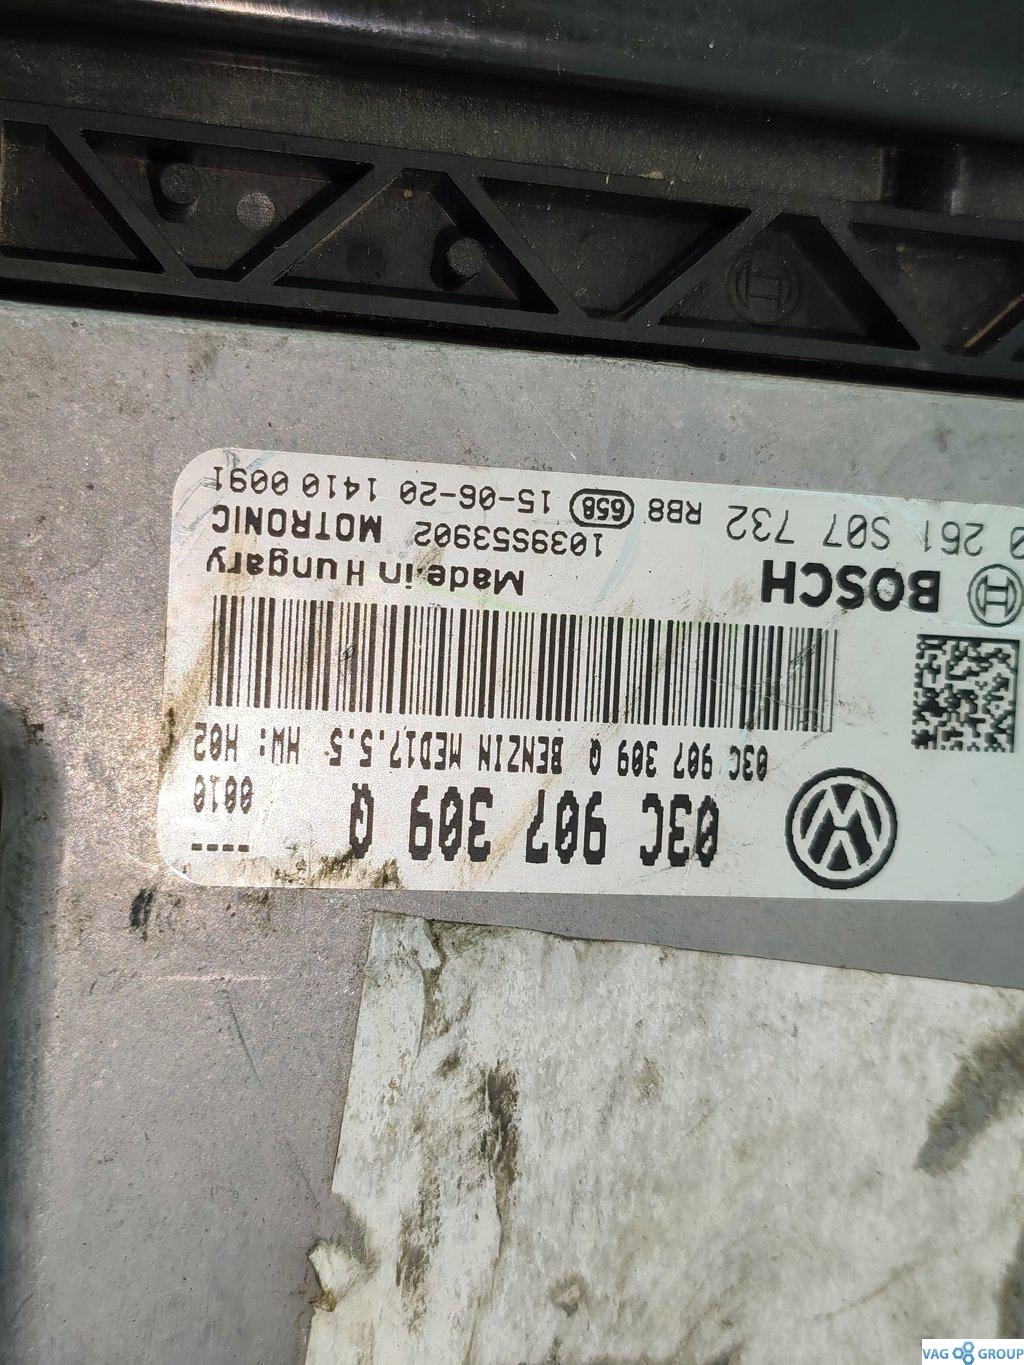 ----
03C 907 309 Q
0010
03C 907 309 Q BENZIN MED17.5.5 HW: H02
BOSCH
Made in Hungary
1039S53902 MOTRONIC
0 261 S07 732 RB8 658 15-06-20 1410 0091
VAG GROUP